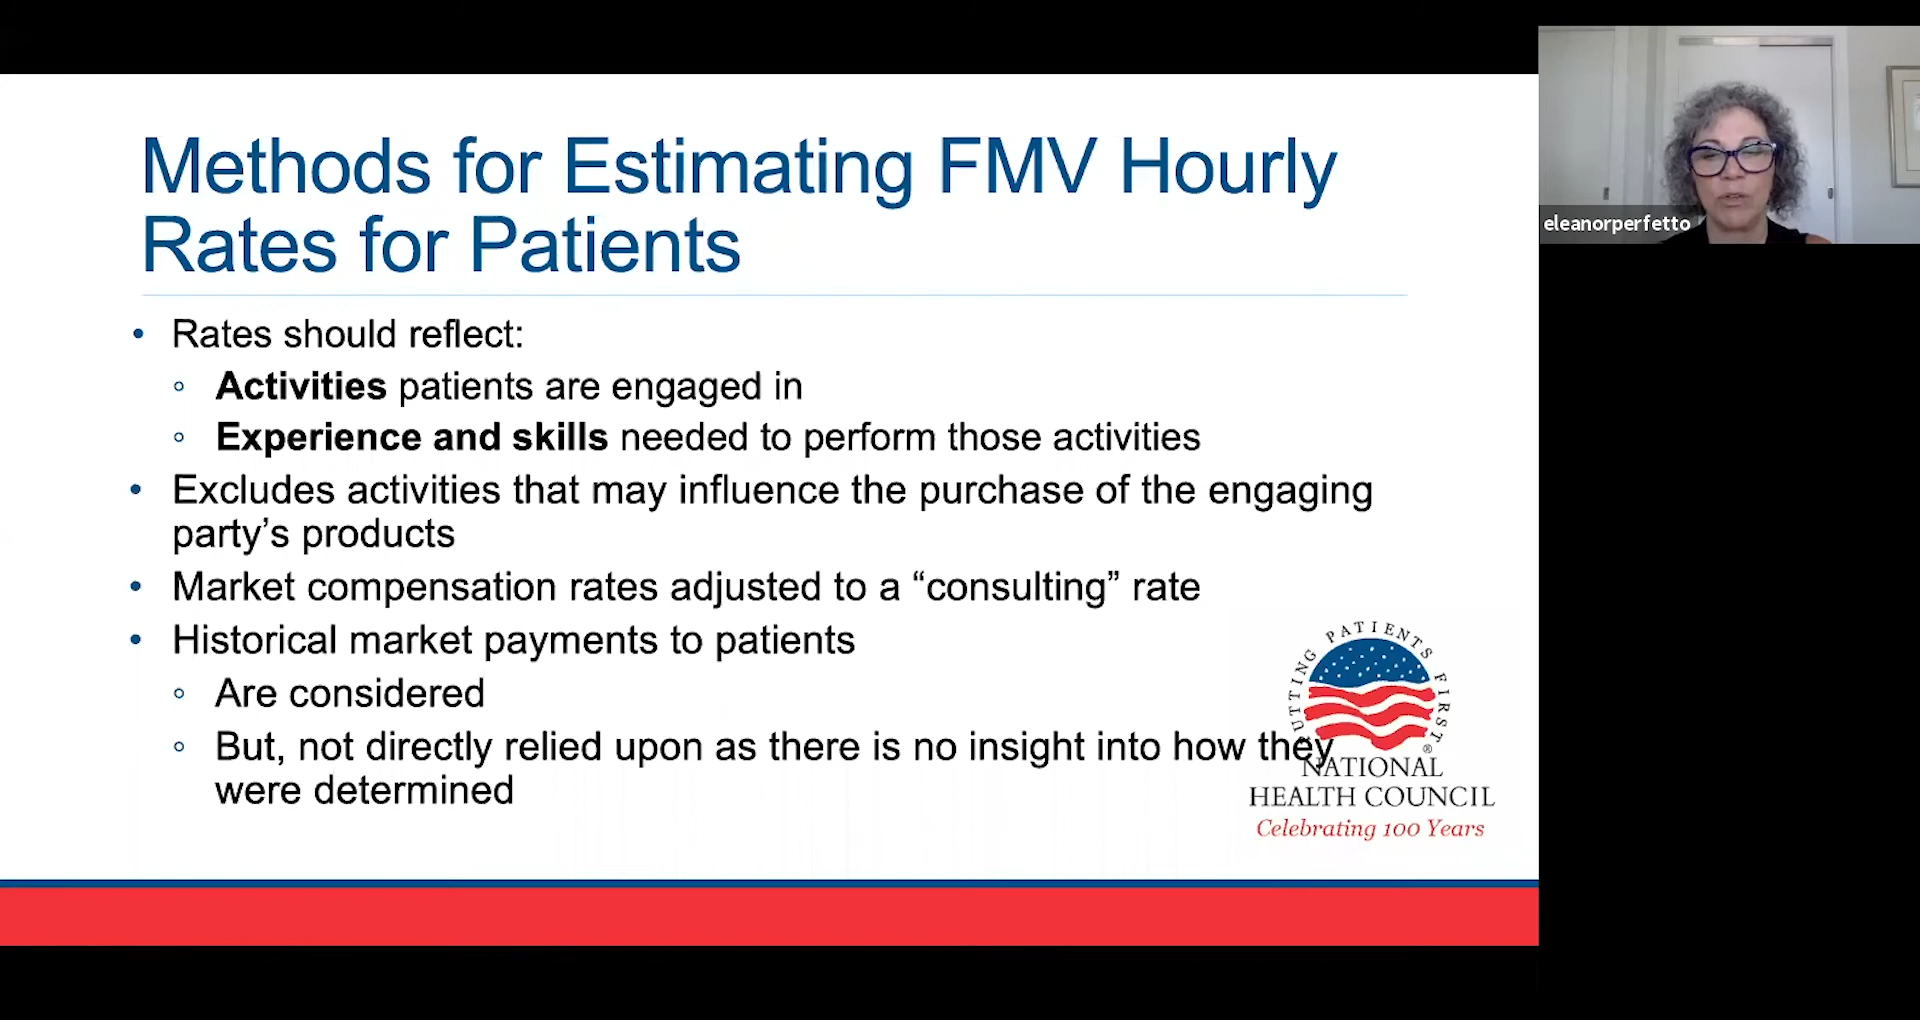 Methods for Estimating FMV Hourly
Rates for Patients
• Rates should reflect:
◦ Activities patients are engaged in
◦ Experience and skills needed to perform those activities
• Excludes activities that may influence the purchase of the engaging
party’s products
• Market compensation rates adjusted to a “consulting” rate
• Historical market payments to patients
◦ Are considered
◦ But, not directly relied upon as there is no insight into how they
were determined
PUTTING PATIENTS FIRST®
NATIONAL
HEALTH COUNCIL
Celebrating 100 Years
eleanorperfetto